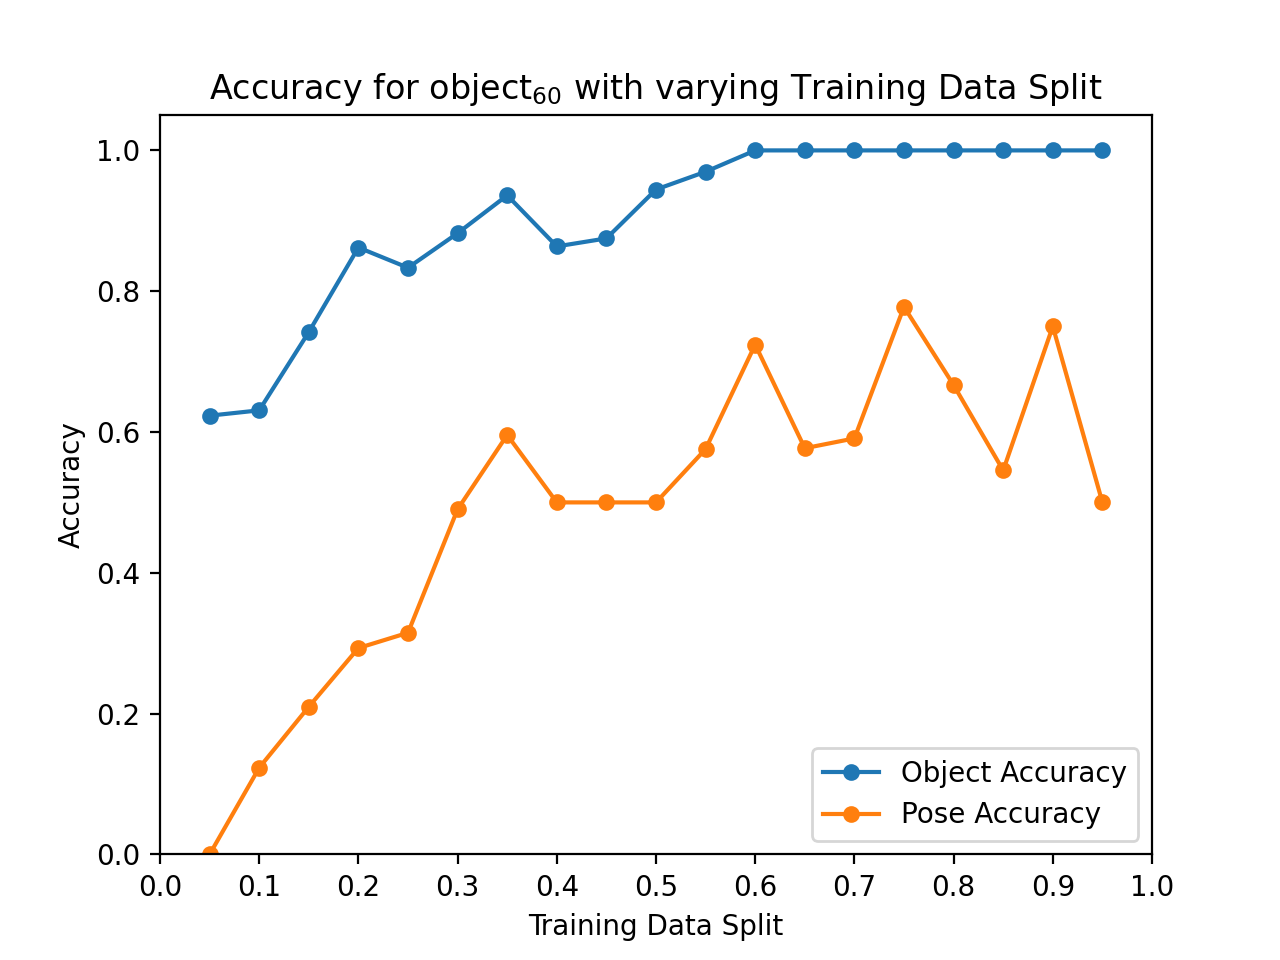 Accuracy for object₆₀ with varying Training Data Split
1.0
0.8
0.6
0.4
0.2
0.0
Accuracy
Object Accuracy
Pose Accuracy
0.0 0.1 0.2 0.3 0.4 0.5 0.6 0.7 0.8 0.9 1.0
Training Data Split